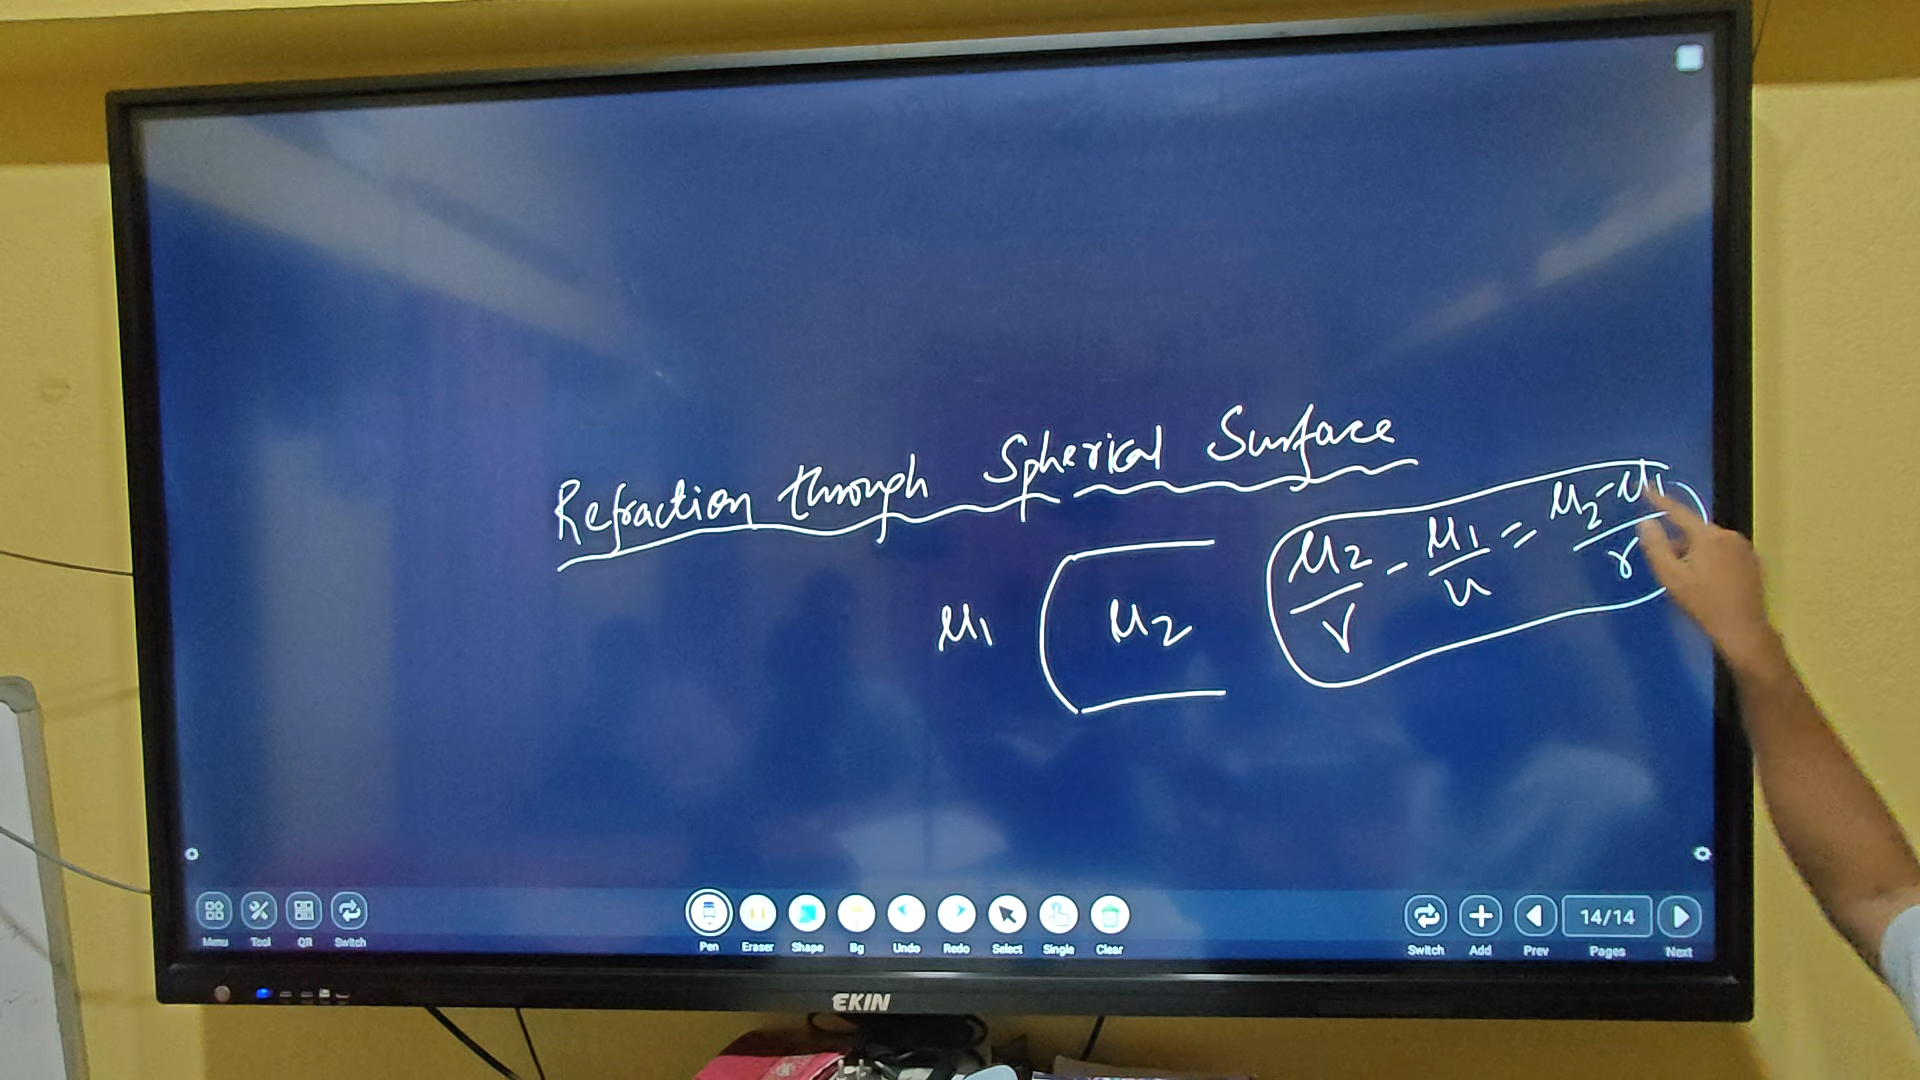 Refraction through Spherical Surface
μ1 μ2 μ2/v - μ1/u = μ2-μ1/r
Menu Tool QR Switch Pen Eraser Shape Bg Undo Redo Select Single Clear Switch Add Prev 14/14 Pages Next
EKIN